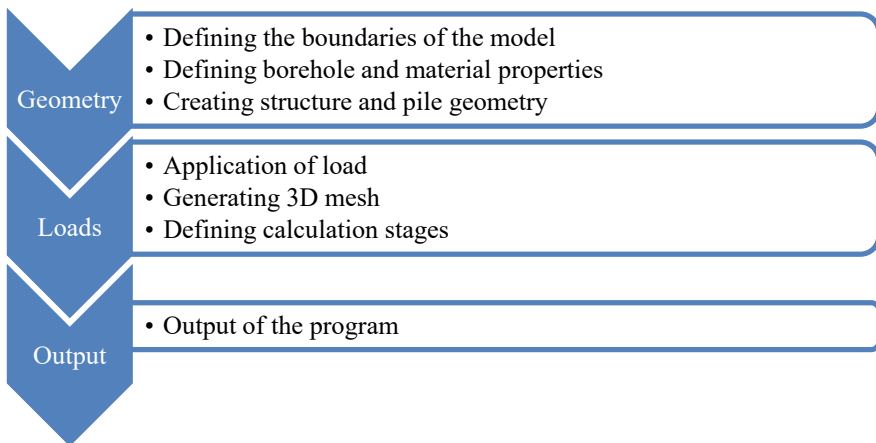 Geometry
• Defining the boundaries of the model
• Defining borehole and material properties
• Creating structure and pile geometry
Loads
• Application of load
• Generating 3D mesh
• Defining calculation stages
Output
• Output of the program